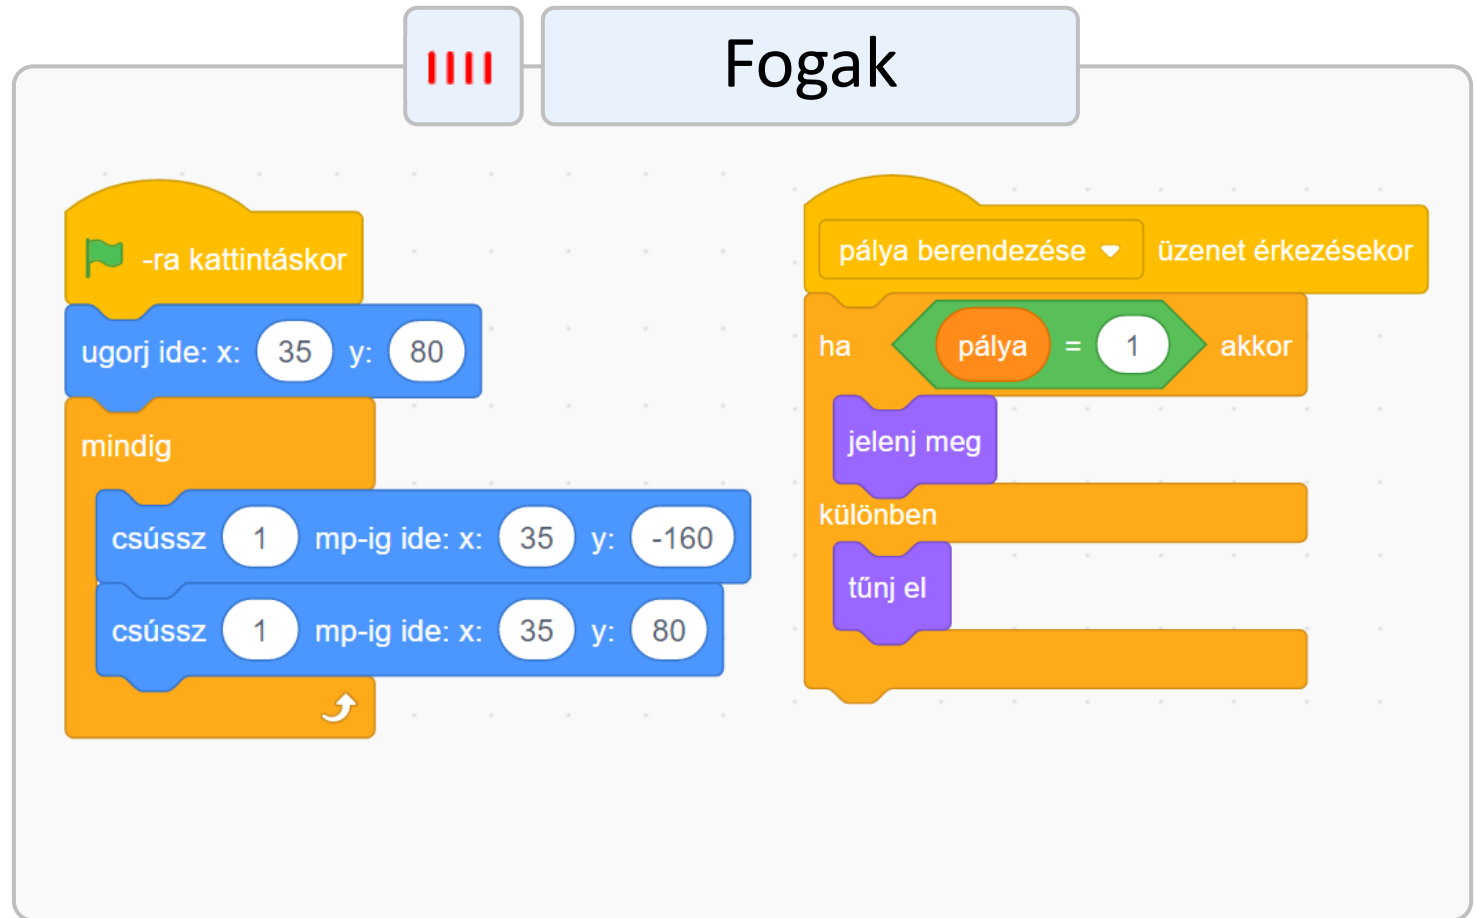 Fogak
-ra kattintáskor
ugorj ide: x: 35 y: 80
mindig
csússz 1 mp-ig ide: x: 35 y: -160
csússz 1 mp-ig ide: x: 35 y: 80
pálya berendezése üzenet érkezésekor
ha pálya = 1 akkor
jelenj meg
különben
tűnj el